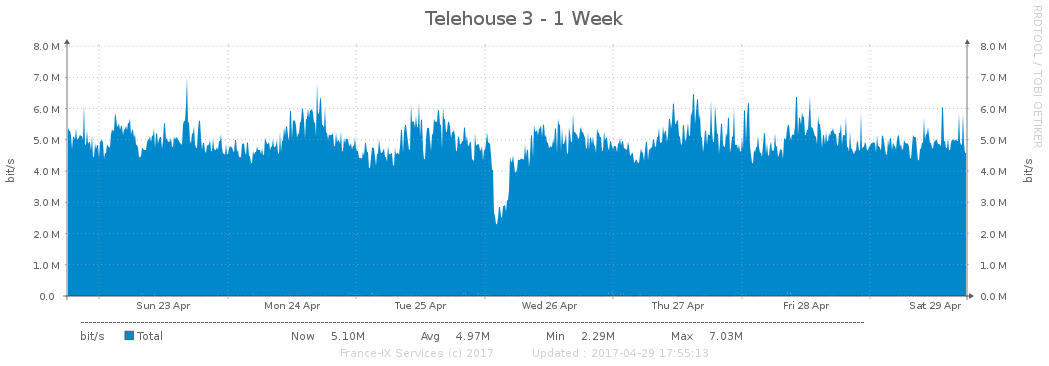 Telehouse 3 - 1 Week
RRDTOOL / TOBI OETIKER
8.0 M 8.0 M
7.0 M 7.0 M
6.0 M 6.0 M
5.0 M 5.0 M
4.0 M 4.0 M
3.0 M 3.0 M
2.0 M 2.0 M
1.0 M 1.0 M
0.0 0.0 M
bit/s bit/s
Sun 23 Apr Mon 24 Apr Tue 25 Apr Wed 26 Apr Thu 27 Apr Fri 28 Apr Sat 29 Apr
bit/s Total Now 5.10M Avg 4.97M Min 2.29M Max 7.03M
France-IX Services (c) 2017 Updated : 2017-04-29 17:55:13